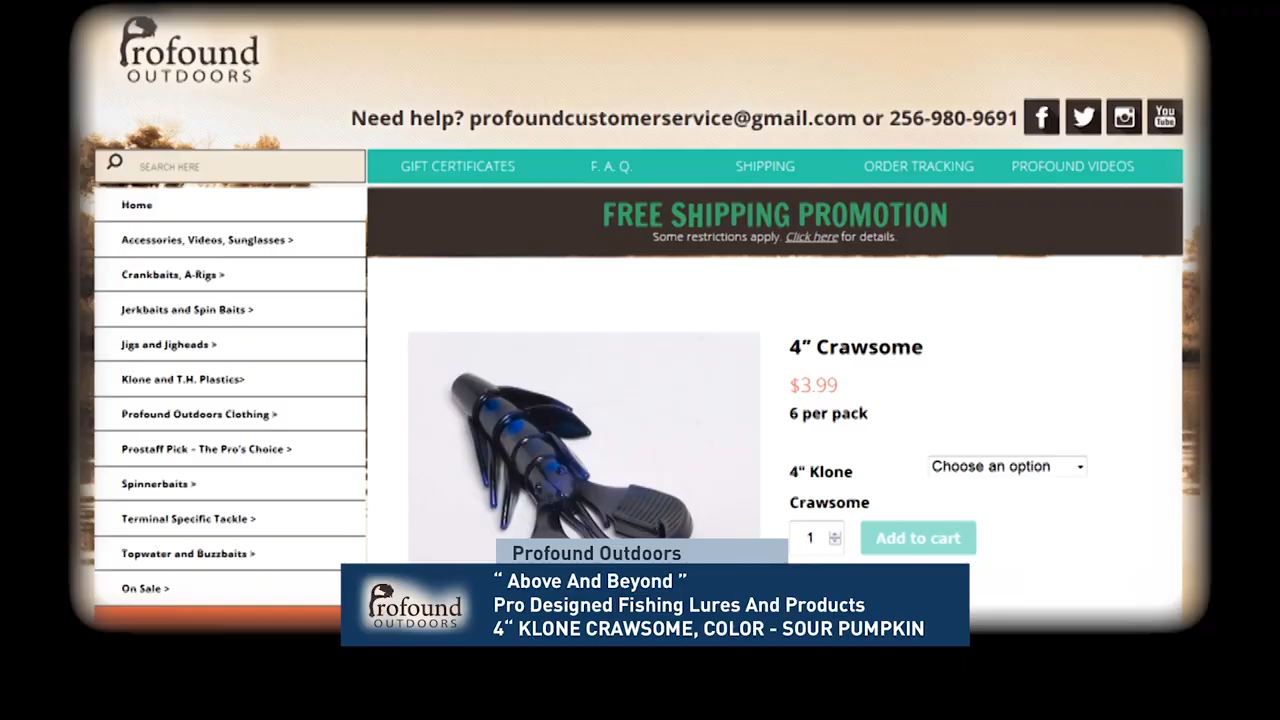 Profound
OUTDOORS
Need help? profoundcustomerservice@gmail.com or 256-980-9691
You
Tube
SEARCH HERE
GIFT CERTIFICATES
F. A. Q.
SHIPPING
ORDER TRACKING
PROFOUND VIDEOS
FREE SHIPPING PROMOTION
Some restrictions apply. Click here for details.
Home
Accessories, Videos, Sunglasses >
Crankbaits, A-Rigs >
Jerkbaits and Spin Baits >
Jigs and Jigheads >
Klone and T.H. Plastics>
Profound Outdoors Clothing >
Prostaff Pick – The Pro's Choice >
Spinnerbaits >
Terminal Specific Tackle >
Topwater and Buzzbaits >
On Sale >
4” Crawsome
$3.99
6 per pack
4" Klone
Crawsome
Choose an option
1
Add to cart
Profound Outdoors
Profound
OUTDOORS
“ Above And Beyond ”
Pro Designed Fishing Lures And Products
4“ KLONE CRAWSOME, COLOR - SOUR PUMPKIN